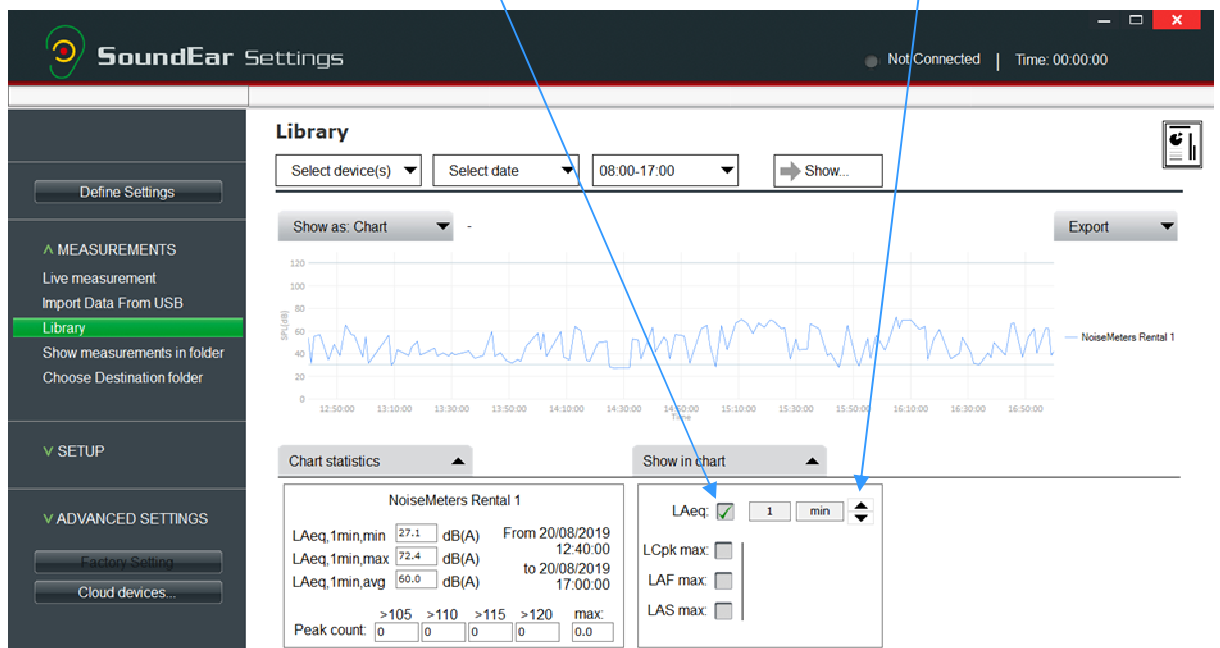 SoundEar Settings
Not Connected | Time: 00:00:00
Define Settings
MEASUREMENTS
Live measurement
Import Data From USB
Library
Show measurements in folder
Choose Destination folder
SETUP
ADVANCED SETTINGS
Factory Setting
Cloud devices...
Library
Select device(s) Select date 08:00-17:00 Show...
Show as: Chart - Export
SPL(dB)
120
100
80
60
40
20
0
12:50:00 13:10:00 13:30:00 13:50:00 14:10:00 14:30:00 14:50:00 15:10:00 15:30:00 15:50:00 16:10:00 16:30:00 16:50:00
Time
NoiseMeters Rental 1
Chart statistics
NoiseMeters Rental 1
LAeq,1min,min 27.1 dB(A)
LAeq,1min,max 72.4 dB(A)
LAeq,1min,avg 60.0 dB(A)
From 20/08/2019
12:40:00
to 20/08/2019
17:00:00
>105 >110 >115 >120 max:
Peak count: 0 0 0 0 0.0
Show in chart
LAeq: 1 min
LCpk max:
LAF max:
LAS max: